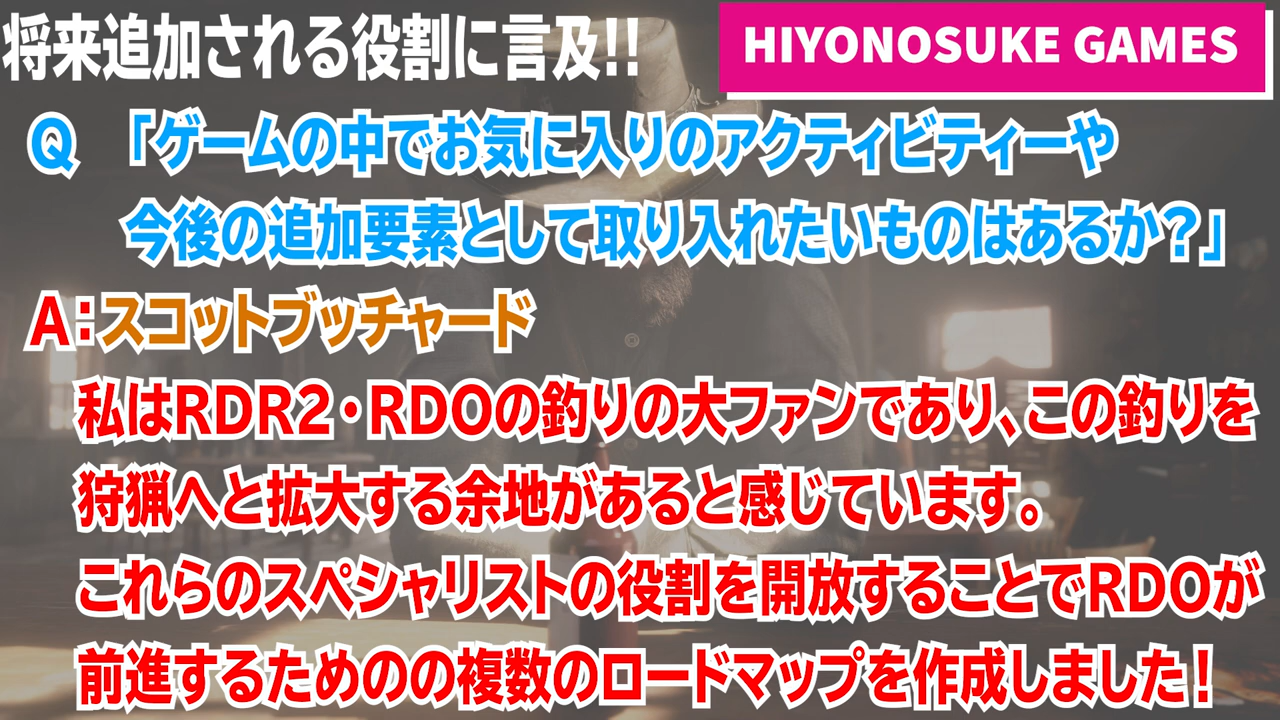 将来追加される役割に言及!!
HIYONOSUKE GAMES
Q 「ゲームの中でお気に入りのアクティビティーや
今後の追加要素として取り入れたいものはあるか？」
A：スコットブッチャード
私はRDR2・RDOの釣りの大ファンであり、この釣りを
狩猟へと拡大する余地があると感じています。
これらのスペシャリストの役割を開放することでRDOが
前進するためのの複数のロードマップを作成しました！